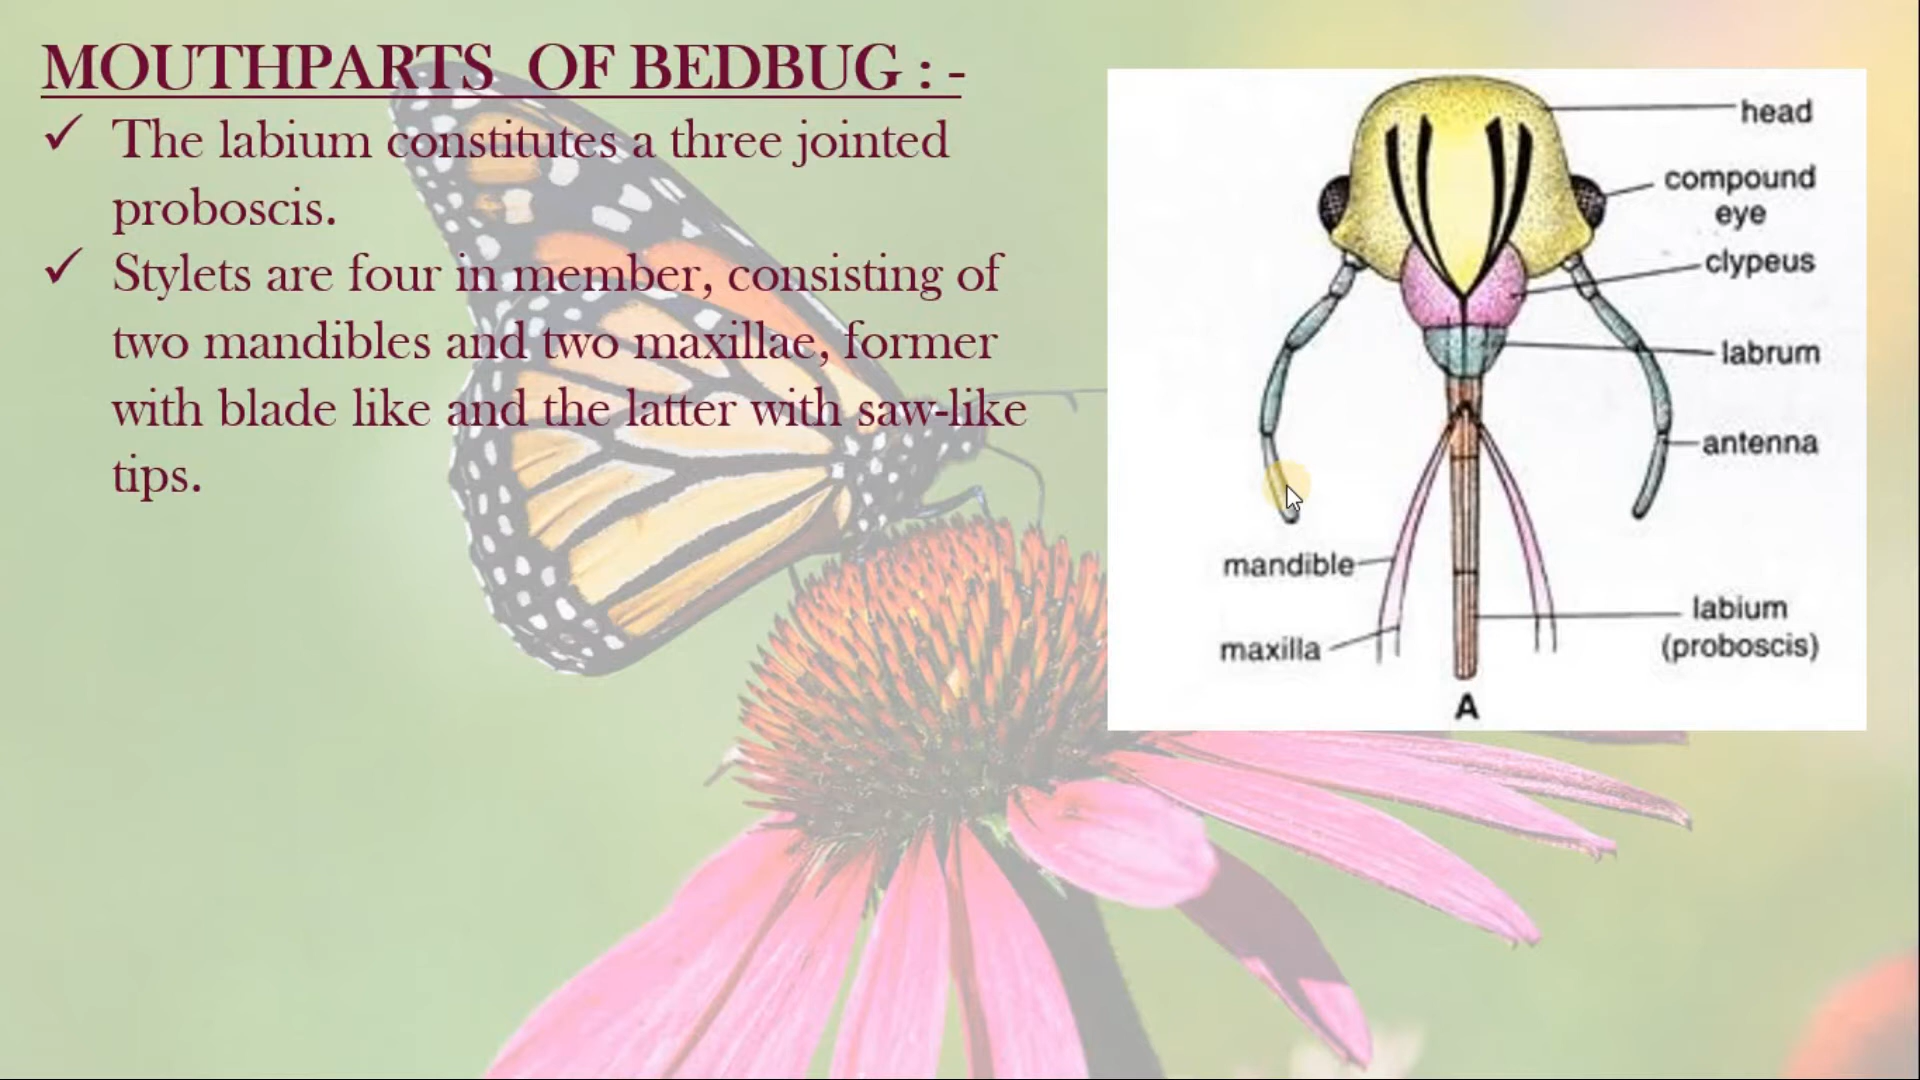 MOUTHPARTS OF BEDBUG : -
✓ The labium constitutes a three jointed
proboscis.
✓ Stylets are four in member, consisting of
two mandibles and two maxillae, former
with blade like and the latter with saw-like
tips.
head
compound
eye
clypeus
labrum
antenna
mandible
labium
(proboscis)
maxilla
A